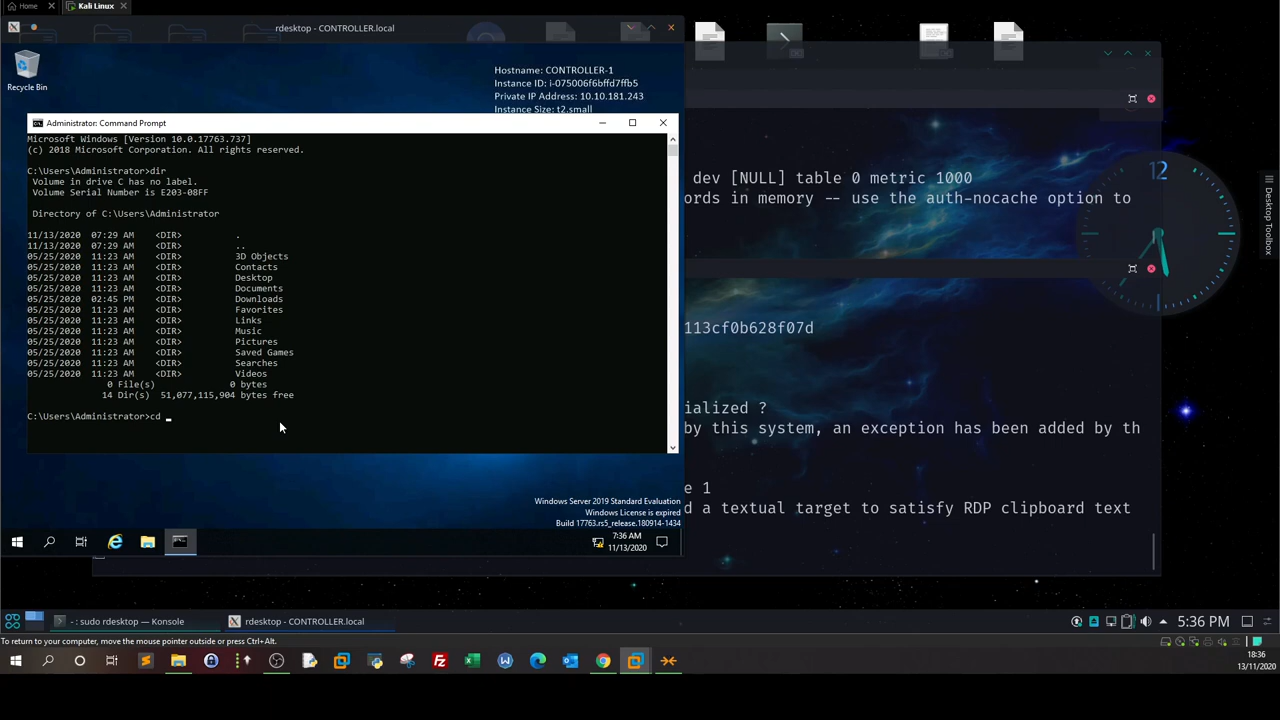 Home
Kali Linux
rdesktop - CONTROLLER.local
Recycle Bin
Hostname: CONTROLLER-1
Instance ID: i-075006f6bffd7ffb5
Private IP Address: 10.10.181.243
Instance Size: t2.small
Administrator: Command Prompt
Microsoft Windows [Version 10.0.17763.737]
(c) 2018 Microsoft Corporation. All rights reserved.
C:\Users\Administrator>dir
Volume in drive C has no label.
Volume Serial Number is E203-08FF
Directory of C:\Users\Administrator
11/13/2020 07:29 AM <DIR> .
11/13/2020 07:29 AM <DIR> ..
05/25/2020 11:23 AM <DIR> 3D Objects
05/25/2020 11:23 AM <DIR> Contacts
05/25/2020 11:23 AM <DIR> Desktop
05/25/2020 11:23 AM <DIR> Documents
05/25/2020 02:45 PM <DIR> Downloads
05/25/2020 11:23 AM <DIR> Favorites
05/25/2020 11:23 AM <DIR> Links
05/25/2020 11:23 AM <DIR> Music
05/25/2020 11:23 AM <DIR> Pictures
05/25/2020 11:23 AM <DIR> Saved Games
05/25/2020 11:23 AM <DIR> Searches
05/25/2020 11:23 AM <DIR> Videos
0 File(s) 0 bytes
14 Dir(s) 51,077,115,904 bytes free
C:\Users\Administrator>cd _
Windows Server 2019 Standard Evaluation
Windows License is expired
Build 17763.rs5_release.180914-1434
7:36 AM
11/13/2020
dev [NULL] table 0 metric 1000
ords in memory -- use the auth-nocache option to
113cf0b628f07d
ialized ?
by this system, an exception has been added by th
e 1
d a textual target to satisfy RDP clipboard text
12
Desktop Toolbox
- : sudo rdesktop — Konsole
rdesktop - CONTROLLER.local
5:36 PM
To return to your computer, move the mouse pointer outside or press Ctrl+Alt.
18:36
13/11/2020